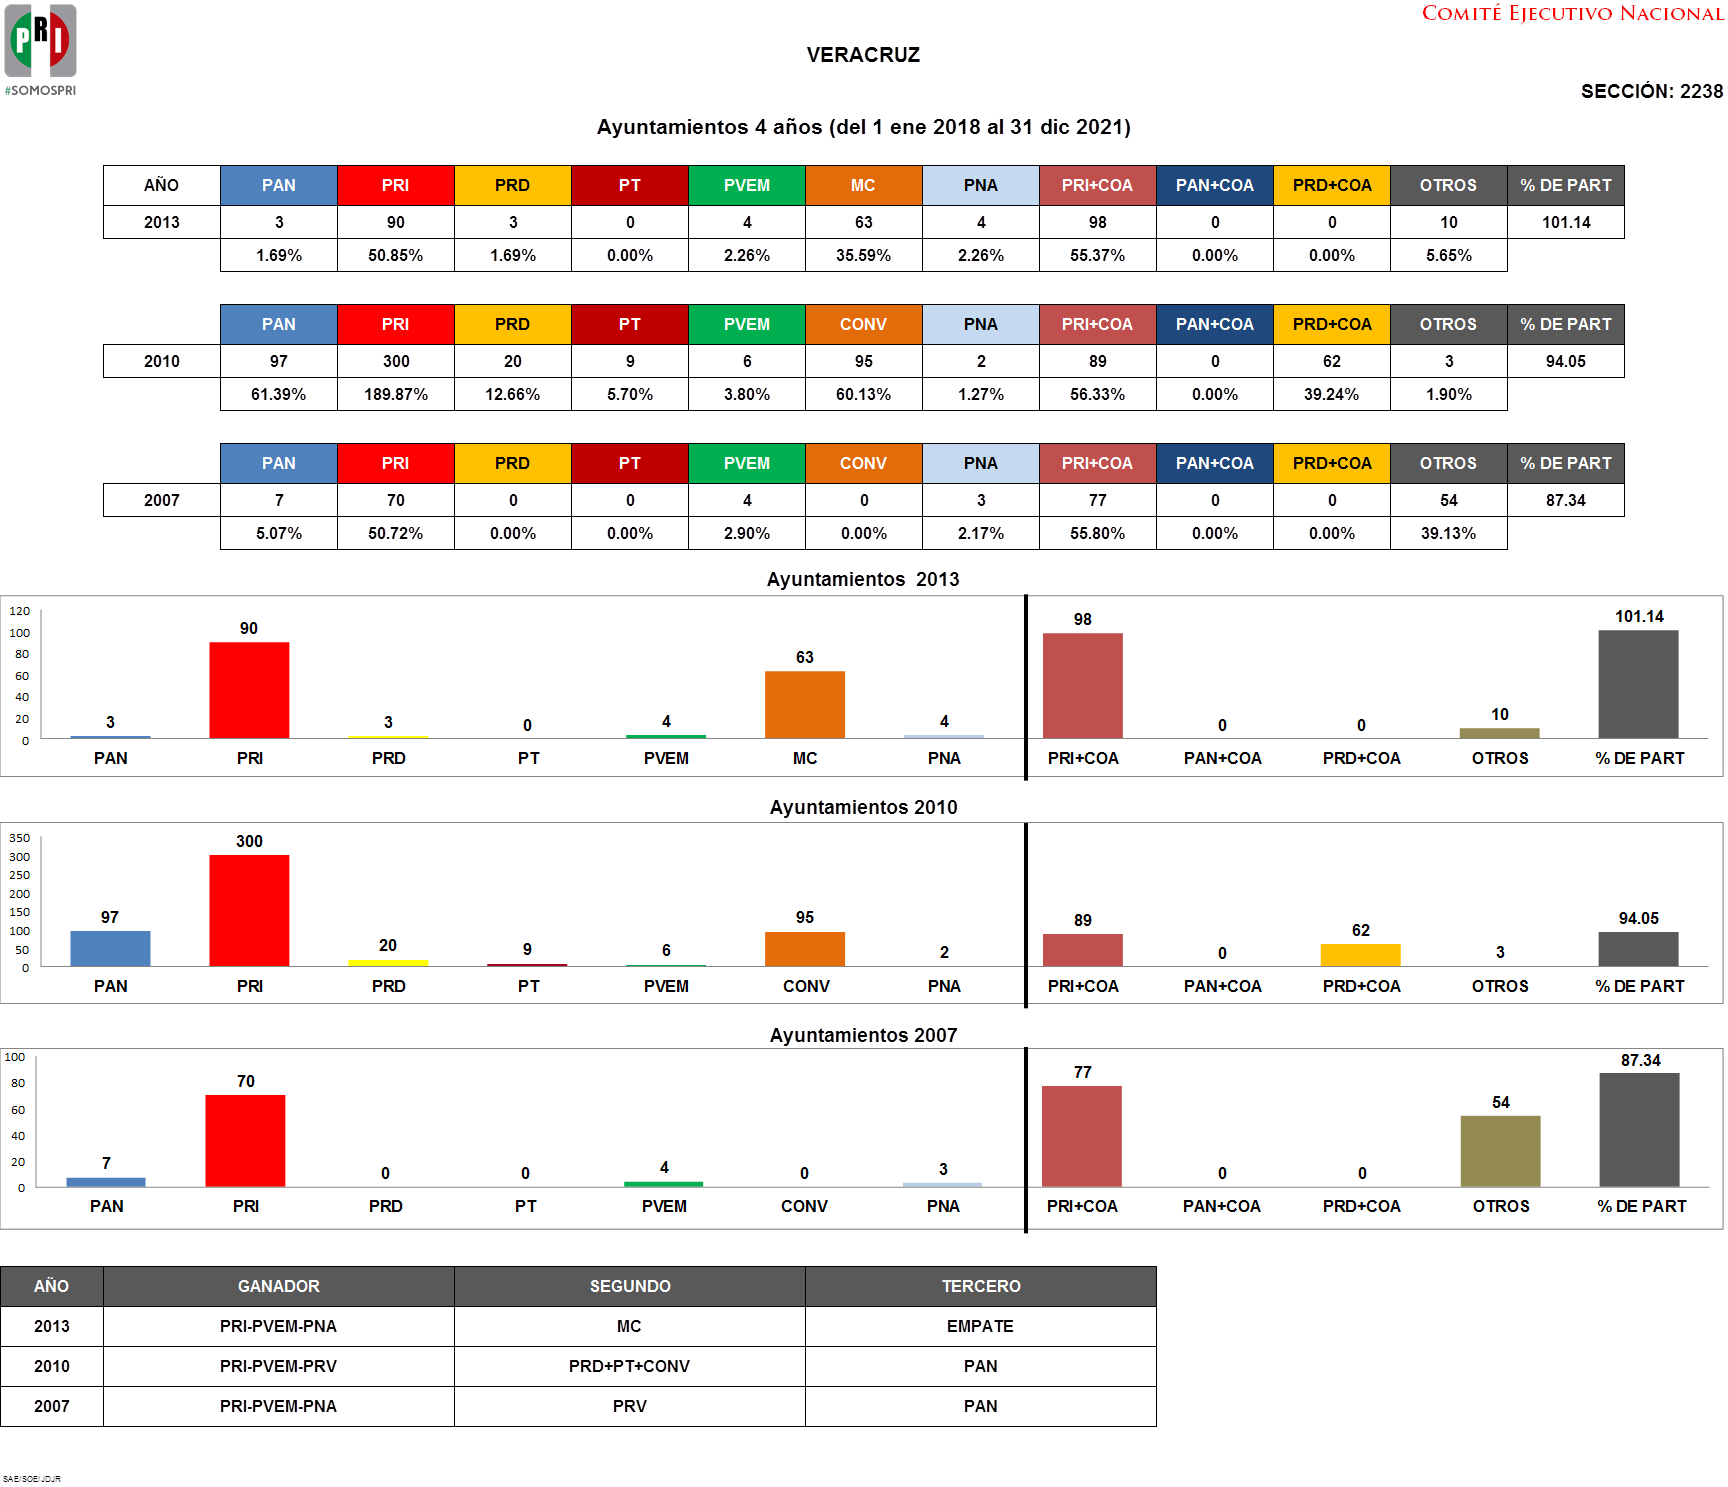 PRI
#SOMOSPRI
COMITÉ EJECUTIVO NACIONAL
VERACRUZ
SECCIÓN: 2238
Ayuntamientos 4 años (del 1 ene 2018 al 31 dic 2021)
AÑO PAN PRI PRD PT PVEM MC PNA PRI+COA PAN+COA PRD+COA OTROS % DE PART
2013 3 90 3 0 4 63 4 98 0 0 10 101.14
1.69% 50.85% 1.69% 0.00% 2.26% 35.59% 2.26% 55.37% 0.00% 0.00% 5.65%
PAN PRI PRD PT PVEM CONV PNA PRI+COA PAN+COA PRD+COA OTROS % DE PART
2010 97 300 20 9 6 95 2 89 0 62 3 94.05
61.39% 189.87% 12.66% 5.70% 3.80% 60.13% 1.27% 56.33% 0.00% 39.24% 1.90%
PAN PRI PRD PT PVEM CONV PNA PRI+COA PAN+COA PRD+COA OTROS % DE PART
2007 7 70 0 0 4 0 3 77 0 0 54 87.34
5.07% 50.72% 0.00% 0.00% 2.90% 0.00% 2.17% 55.80% 0.00% 0.00% 39.13%
Ayuntamientos 2013
120
100
80
60
40
20
0
3 90 3 0 4 63 4 98 0 0 10 101.14
PAN PRI PRD PT PVEM MC PNA PRI+COA PAN+COA PRD+COA OTROS % DE PART
Ayuntamientos 2010
350
300
250
200
150
100
50
0
97 300 20 9 6 95 2 89 0 62 3 94.05
PAN PRI PRD PT PVEM CONV PNA PRI+COA PAN+COA PRD+COA OTROS % DE PART
Ayuntamientos 2007
100
80
60
40
20
0
7 70 0 0 4 0 3 77 0 0 54 87.34
PAN PRI PRD PT PVEM CONV PNA PRI+COA PAN+COA PRD+COA OTROS % DE PART
AÑO GANADOR SEGUNDO TERCERO
2013 PRI-PVEM-PNA MC EMPATE
2010 PRI-PVEM-PRV PRD+PT+CONV PAN
2007 PRI-PVEM-PNA PRV PAN
SAE/SOE/JDJR